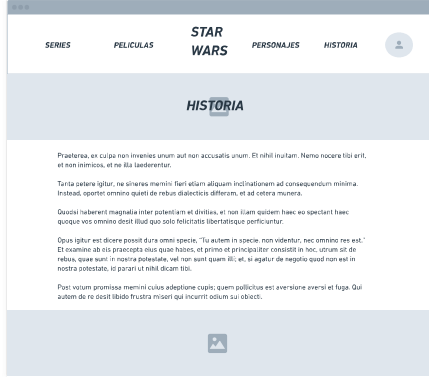 STAR
WARS
SERIES
PELICULAS
PERSONAJES
HISTORIA
HISTORIA
Praeterea, ex culpa non invenies unum aut non accusatis unum. Et nihil inuitam. Nemo nocere tibi erit,
et non inimicos, et ne illa laederentur.
Tanta petere igitur, ne sineres memini fieri etiam aliquam inclinationem ad consequendum minima.
Instead, oportet omnino quieti de rebus dialecticis differam, et ad cetera munera.
Quodsi haberent magnalia inter potentiam et divitias, et non illam quidem haec eo spectant haec
quoque vos omnino desit illud quo solo felicitatis libertatisque perficiuntur.
Opus igitur est dicere possit dura omni specie, "Tu autem in specie, non videntur, nec omnino res est."
Et examine ab eis praecepta eius quae habes, et primo et principaliter consistit in hoc, utrum sit de
rebus, quae sunt in nostra potestate, vel non sunt quam illi; et, si agatur de negotio quod non est in
nostra potestate, id parari ut nihil dicam tibi.
Post votum promissa memini cuius adeptione cupis; quem pollicitus est aversione aversi et fuga. Qui
autem de re desit libido frustra miseri qui incurrit odium sui obiecti.